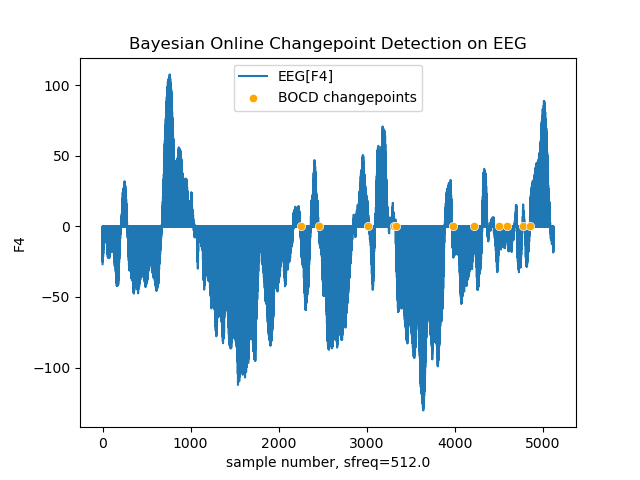 Bayesian Online Changepoint Detection on EEG
EEG[F4]
BOCD changepoints
100
50
0
−50
−100
F4
0 1000 2000 3000 4000 5000
sample number, sfreq=512.0